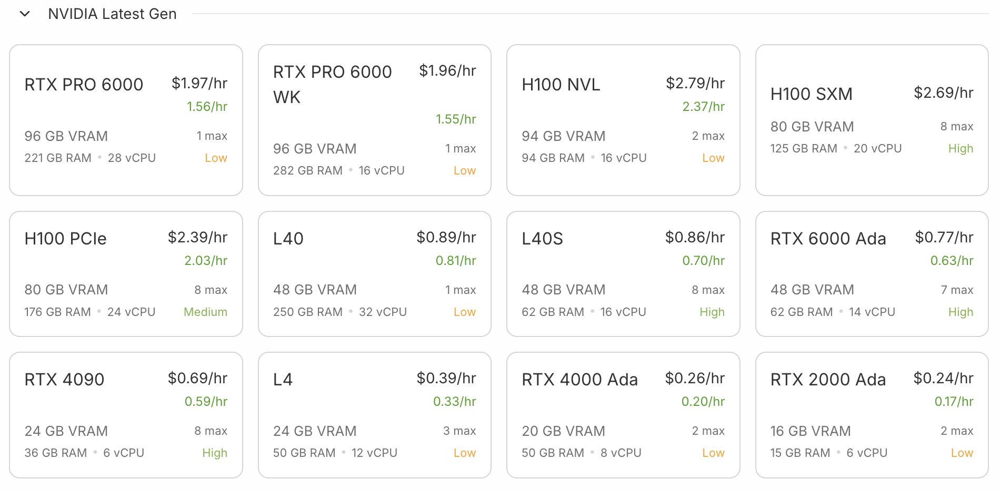 NVIDIA Latest Gen
RTX PRO 6000 $1.97/hr
1.56/hr
96 GB VRAM 1 max
221 GB RAM • 28 vCPU Low
RTX PRO 6000 $1.96/hr
WK
1.55/hr
96 GB VRAM 1 max
282 GB RAM • 16 vCPU Low
H100 NVL $2.79/hr
2.37/hr
94 GB VRAM 2 max
94 GB RAM • 16 vCPU Low
H100 SXM $2.69/hr
80 GB VRAM 8 max
125 GB RAM • 20 vCPU High
H100 PCIe $2.39/hr
2.03/hr
80 GB VRAM 8 max
176 GB RAM • 24 vCPU Medium
L40 $0.89/hr
0.81/hr
48 GB VRAM 1 max
250 GB RAM • 32 vCPU Low
L40S $0.86/hr
0.70/hr
48 GB VRAM 8 max
62 GB RAM • 16 vCPU High
RTX 6000 Ada $0.77/hr
0.63/hr
48 GB VRAM 7 max
62 GB RAM • 14 vCPU High
RTX 4090 $0.69/hr
0.59/hr
24 GB VRAM 8 max
36 GB RAM • 6 vCPU High
L4 $0.39/hr
0.33/hr
24 GB VRAM 3 max
50 GB RAM • 12 vCPU Low
RTX 4000 Ada $0.26/hr
0.20/hr
20 GB VRAM 2 max
50 GB RAM • 8 vCPU Low
RTX 2000 Ada $0.24/hr
0.17/hr
16 GB VRAM 2 max
15 GB RAM • 6 vCPU Low